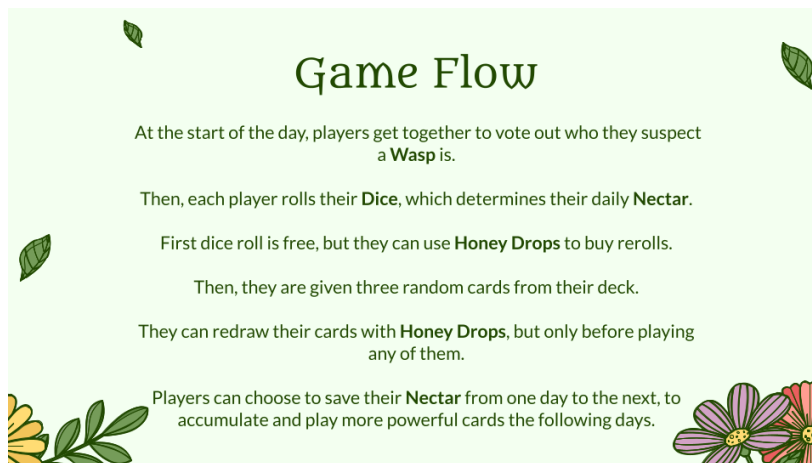 Game Flow
At the start of the day, players get together to vote out who they suspect
a Wasp is.
Then, each player rolls their Dice, which determines their daily Nectar.
First dice roll is free, but they can use Honey Drops to buy rerolls.
Then, they are given three random cards from their deck.
They can redraw their cards with Honey Drops, but only before playing
any of them.
Players can choose to save their Nectar from one day to the next, to
accumulate and play more powerful cards the following days.